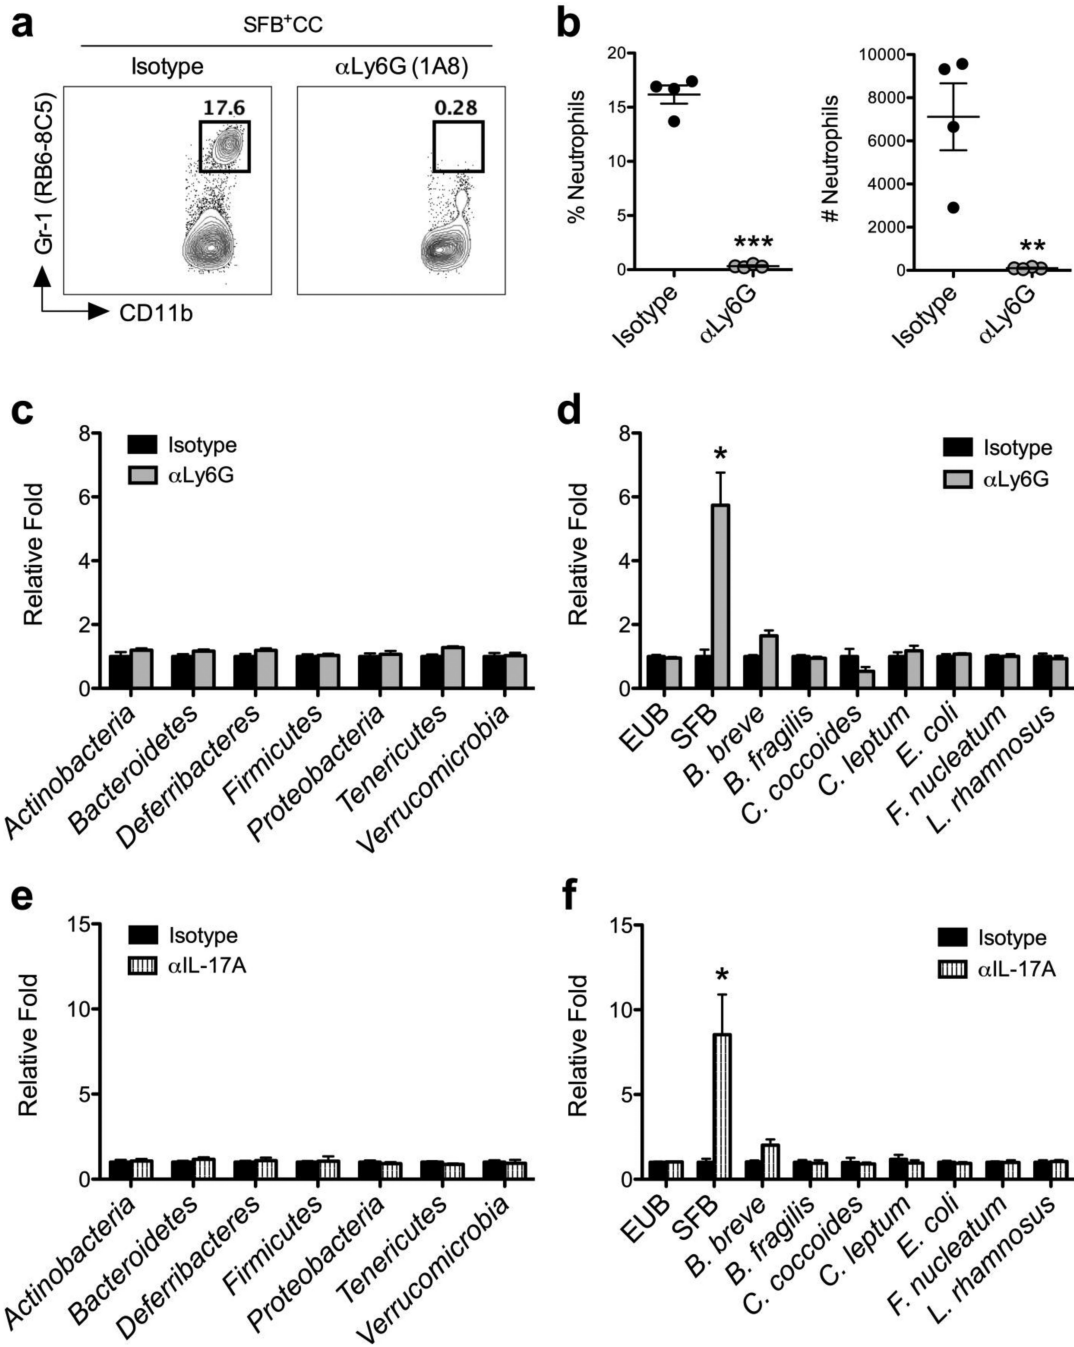 a
SFB⁺CC
Isotype
αLy6G (1A8)
17.6
0.28
Gr-1 (RB6-8C5)
CD11b
b
20
15
10
5
0
% Neutrophils
***
Isotype
αLy6G
10000
8000
6000
4000
2000
0
# Neutrophils
**
Isotype
αLy6G
c
8
6
4
2
0
Relative Fold
Isotype
αLy6G
Actinobacteria
Bacteroidetes
Deferribacteres
Firmicutes
Proteobacteria
Tenericutes
Verrucomicrobia
d
8
6
4
2
0
Relative Fold
*
Isotype
αLy6G
EUB
SFB
B. breve
B. fragilis
C. coccoides
C. leptum
E. coli
F. nucleatum
L. rhamnosus
e
15
10
5
0
Relative Fold
Isotype
αIL-17A
Actinobacteria
Bacteroidetes
Deferribacteres
Firmicutes
Proteobacteria
Tenericutes
Verrucomicrobia
f
15
10
5
0
Relative Fold
*
Isotype
αIL-17A
EUB
SFB
B. breve
B. fragilis
C. coccoides
C. leptum
E. coli
F. nucleatum
L. rhamnosus